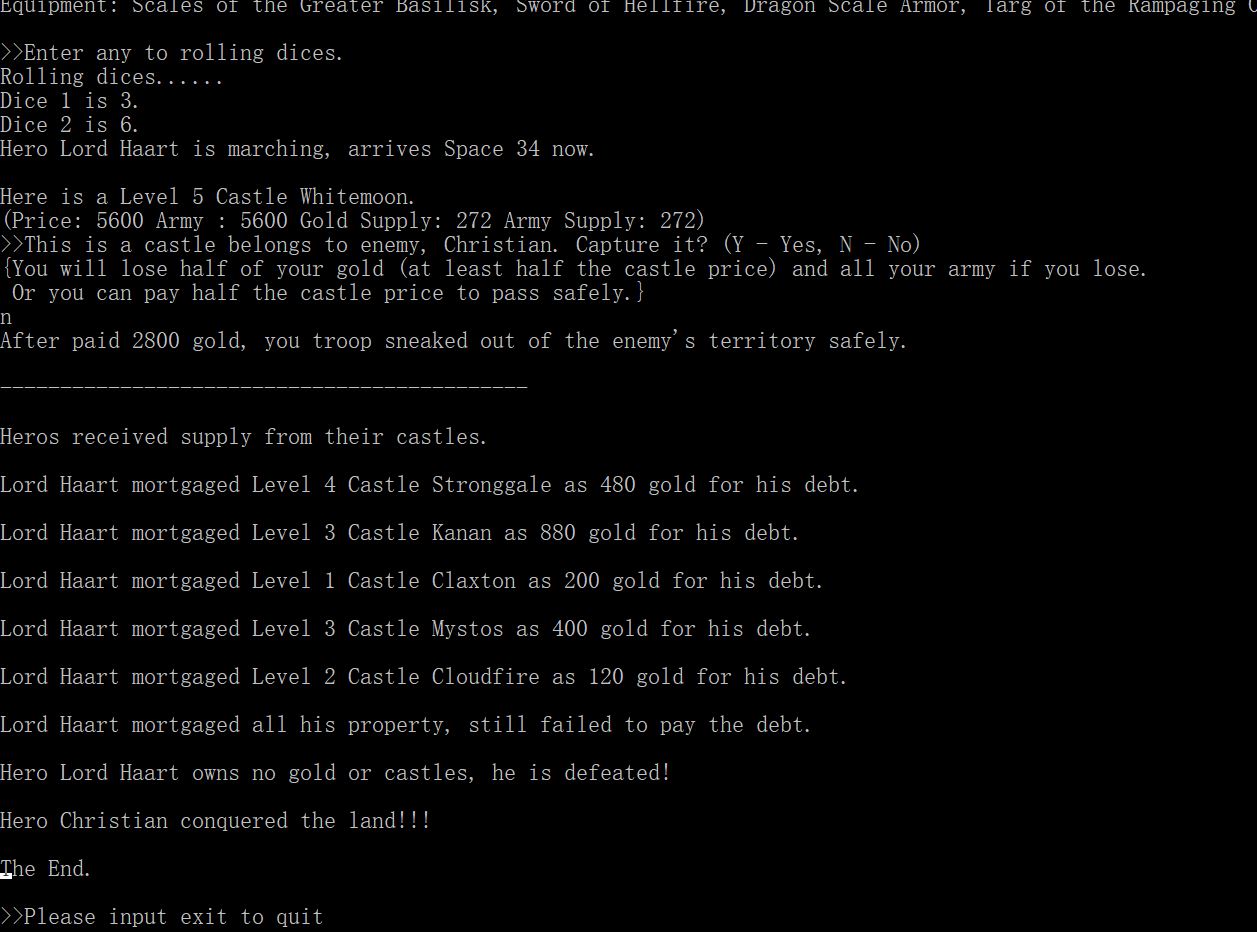 Equipment: Scales of the Greater Basilisk, Sword of Hellfire, Dragon Scale Armor, Targ of the Rampaging
>>Enter any to rolling dices.
Rolling dices......
Dice 1 is 3.
Dice 2 is 6.
Hero Lord Haart is marching, arrives Space 34 now.
Here is a Level 5 Castle Whitemoon.
(Price: 5600 Army : 5600 Gold Supply: 272 Army Supply: 272)
>>This is a castle belongs to enemy, Christian. Capture it? (Y - Yes, N - No)
{You will lose half of your gold (at least half the castle price) and all your army if you lose.
Or you can pay half the castle price to pass safely.}
n
After paid 2800 gold, you troop sneaked out of the enemy's territory safely.
--------------------------------------------
Heros received supply from their castles.
Lord Haart mortgaged Level 4 Castle Stronggale as 480 gold for his debt.
Lord Haart mortgaged Level 3 Castle Kanan as 880 gold for his debt.
Lord Haart mortgaged Level 1 Castle Claxton as 200 gold for his debt.
Lord Haart mortgaged Level 3 Castle Mystos as 400 gold for his debt.
Lord Haart mortgaged Level 2 Castle Cloudfire as 120 gold for his debt.
Lord Haart mortgaged all his property, still failed to pay the debt.
Hero Lord Haart owns no gold or castles, he is defeated!
Hero Christian conquered the land!!!
The End.
>>Please input exit to quit